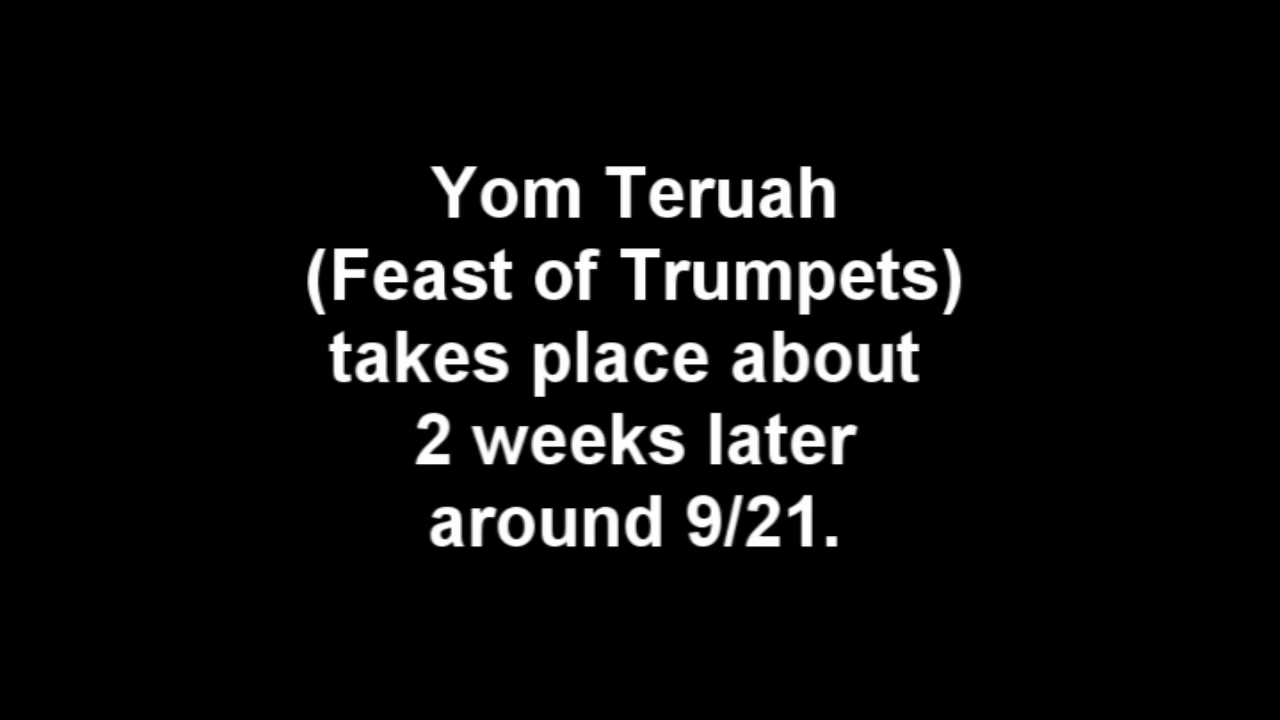 Yom Teruah
(Feast of Trumpets)
takes place about
2 weeks later
around 9/21.